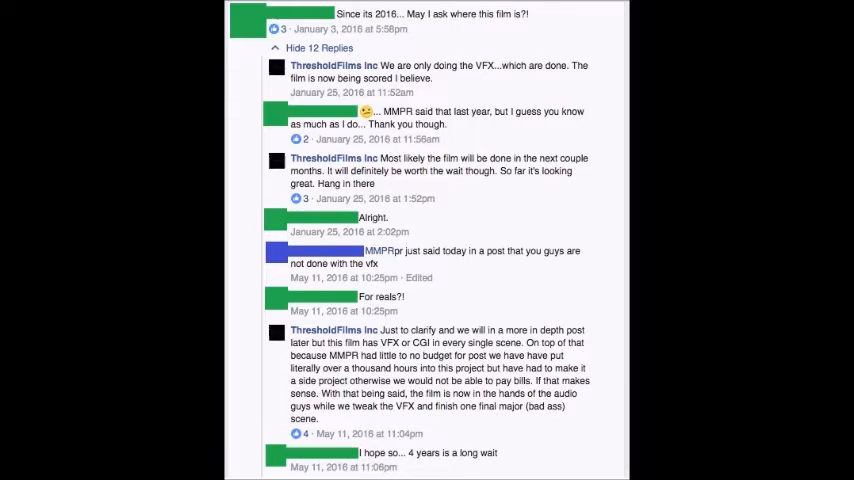 Since its 2016... May I ask where this film is?!
3 · January 3, 2016 at 5:58pm
Hide 12 Replies
ThresholdFilms Inc We are only doing the VFX...which are done. The
film is now being scored I believe.
January 25, 2016 at 11:52am
... MMPR said that last year, but I guess you know
as much as I do... Thank you though.
2 · January 25, 2016 at 11:56am
ThresholdFilms Inc Most likely the film will be done in the next couple
months. It will definitely be worth the wait though. So far it's looking
great. Hang in there
3 · January 25, 2016 at 1:52pm
Alright.
January 25, 2016 at 2:02pm
MMPRpr just said today in a post that you guys are
not done with the vfx
May 11, 2016 at 10:25pm · Edited
For reals?!
May 11, 2016 at 10:25pm
ThresholdFilms Inc Just to clarify and we will in a more in depth post
later but this film has VFX or CGI in every single scene. On top of that
because MMPR had little to no budget for post we have have put
literally over a thousand hours into this project but have had to make it
a side project otherwise we would not be able to pay bills. If that makes
sense. With that being said, the film is now in the hands of the audio
guys while we tweak the VFX and finish one final major (bad ass)
scene.
4 · May 11, 2016 at 11:04pm
I hope so... 4 years is a long wait
May 11, 2016 at 11:06pm